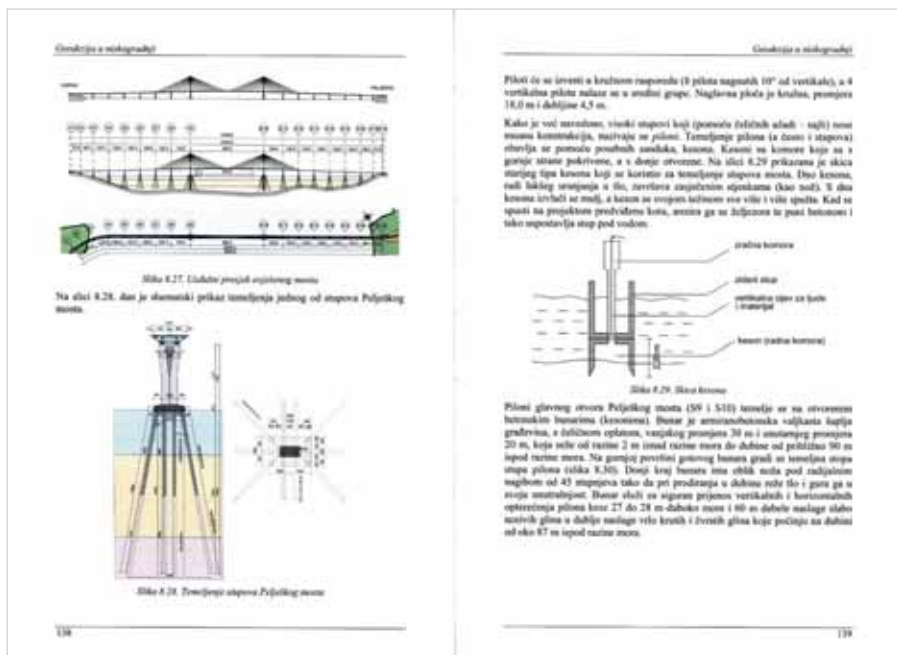 Geodezija u niskogradnji
Slika 8.27. Uzdužni presjek ovješenog mosta
Na slici 8.28. dan je shematski prikaz temeljenja jednog od stupova Pelješkog
mosta.
Slika 8.28. Temeljenje stupova Pelješkog mosta
138
Geodezija u niskogradnji
Piloti će se izvesti u kružnom rasporedu (8 pilota nagnutih 10° od vertikale), a 4
vertikalna pilota nalaze se u sredini grupe. Naglavna ploča je kružna, promjera
18,0 m i debljine 4,5 m.
Kako je već navedeno, visoki stupovi koji (pomoću čeličnih užadi - sajli) nose
mosnu konstrukciju, nazivaju se piloni. Temeljenje pilona (a često i stupova)
obavlja se pomoću posebnih sanduka, kesona. Kesoni su komore koje su s
gornje strane pokrivene, a s donje otvorene. Na slici 8.29 prikazana je skica
starijeg tipa kesona koji se koristio za temeljenje stupova mosta. Dno kesona,
radi lakšeg uranjanja u tlo, završava zasječenim stjenkama (kao nož). S dna
kesona izvlači se mulj, a keson se svojom težinom sve više i više spušta. Kad se
spusti na projektom predviđenu kotu, armira ga se željezom te puni betonom i
tako uspostavlja stup pod vodom.
zračna komora
zidani stup
vertikalna cijev za ljude
i materijal
keson (radna komora)
Slika 8.29. Skica kesona
Piloni glavnog otvora Pelješkog mosta (S9 i S10) temelje se na otvorenim
betonskim bunarima (kesonima). Bunar je armiranobetonska valjkasta šuplja
građevina, s čeličnom oplatom, vanjskog promjera 30 m i unutarnjeg promjera
20 m, koja seže od razine 2 m iznad razine mora do dubine od približno 90 m
ispod razine mora. Na gornjoj površini gotovog bunara gradi se temeljna stopa
stupa pilona (slika 8.30). Donji kraj bunara ima oblik noža pod radijalnim
nagibom od 45 stupnjeva tako da pri prodiranju u dubinu reže tlo i gura ga u
svoju unutrašnjost. Bunar služi za siguran prijenos vertikalnih i horizontalnih
opterećenja pilona kroz 27 do 28 m duboko more i 60 m debele naslage slabo
nosivih glina u dublje naslage vrlo krutih i čvrstih glina koje počinju na dubini
od oko 87 m ispod razine mora.
139